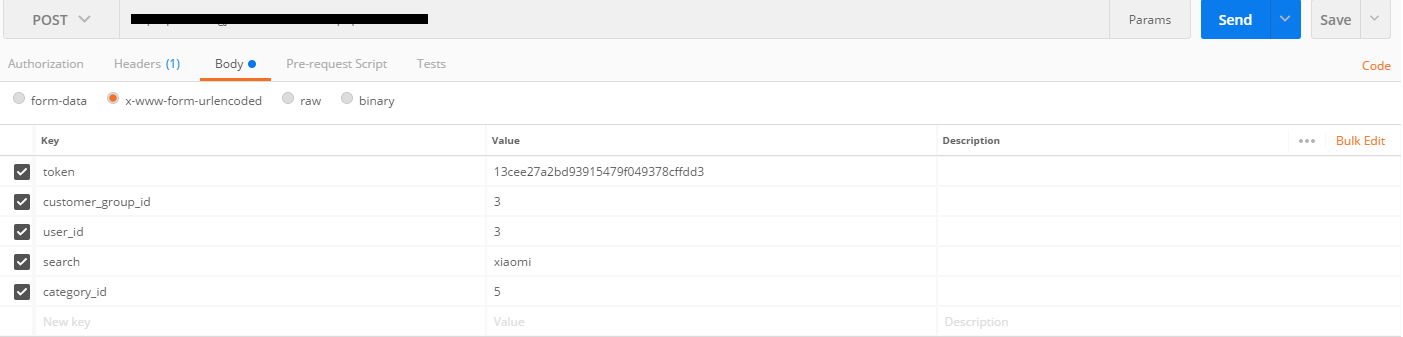 POST Params Send Save
Authorization Headers (1) Body Pre-request Script Tests Code
form-data x-www-form-urlencoded raw binary
Key Value Description ••• Bulk Edit
token 13cee27a2bd93915479f049378cffdd3
customer_group_id 3
user_id 3
search xiaomi
category_id 5
New key Value Description